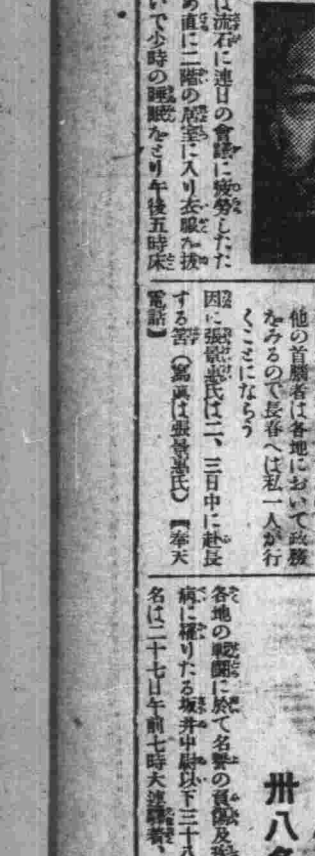 は流石に連日の會議に疲勞したた
め直に二階の居室に入り衣服を拔
いで少時の睡眠をとり午後五時床
他の首腦者は各地において政務
をみるので長春へは私一人が行
くことにならう
因に張景惠氏は二、三日中に赴長
する筈（寫眞は張景惠氏）【奉天
電話】
卅八名
各地の戰鬪に於て名譽の負傷及疾
病に罹りたる坂井中尉以下三十八
名は二十七日午前七時大連驛着、